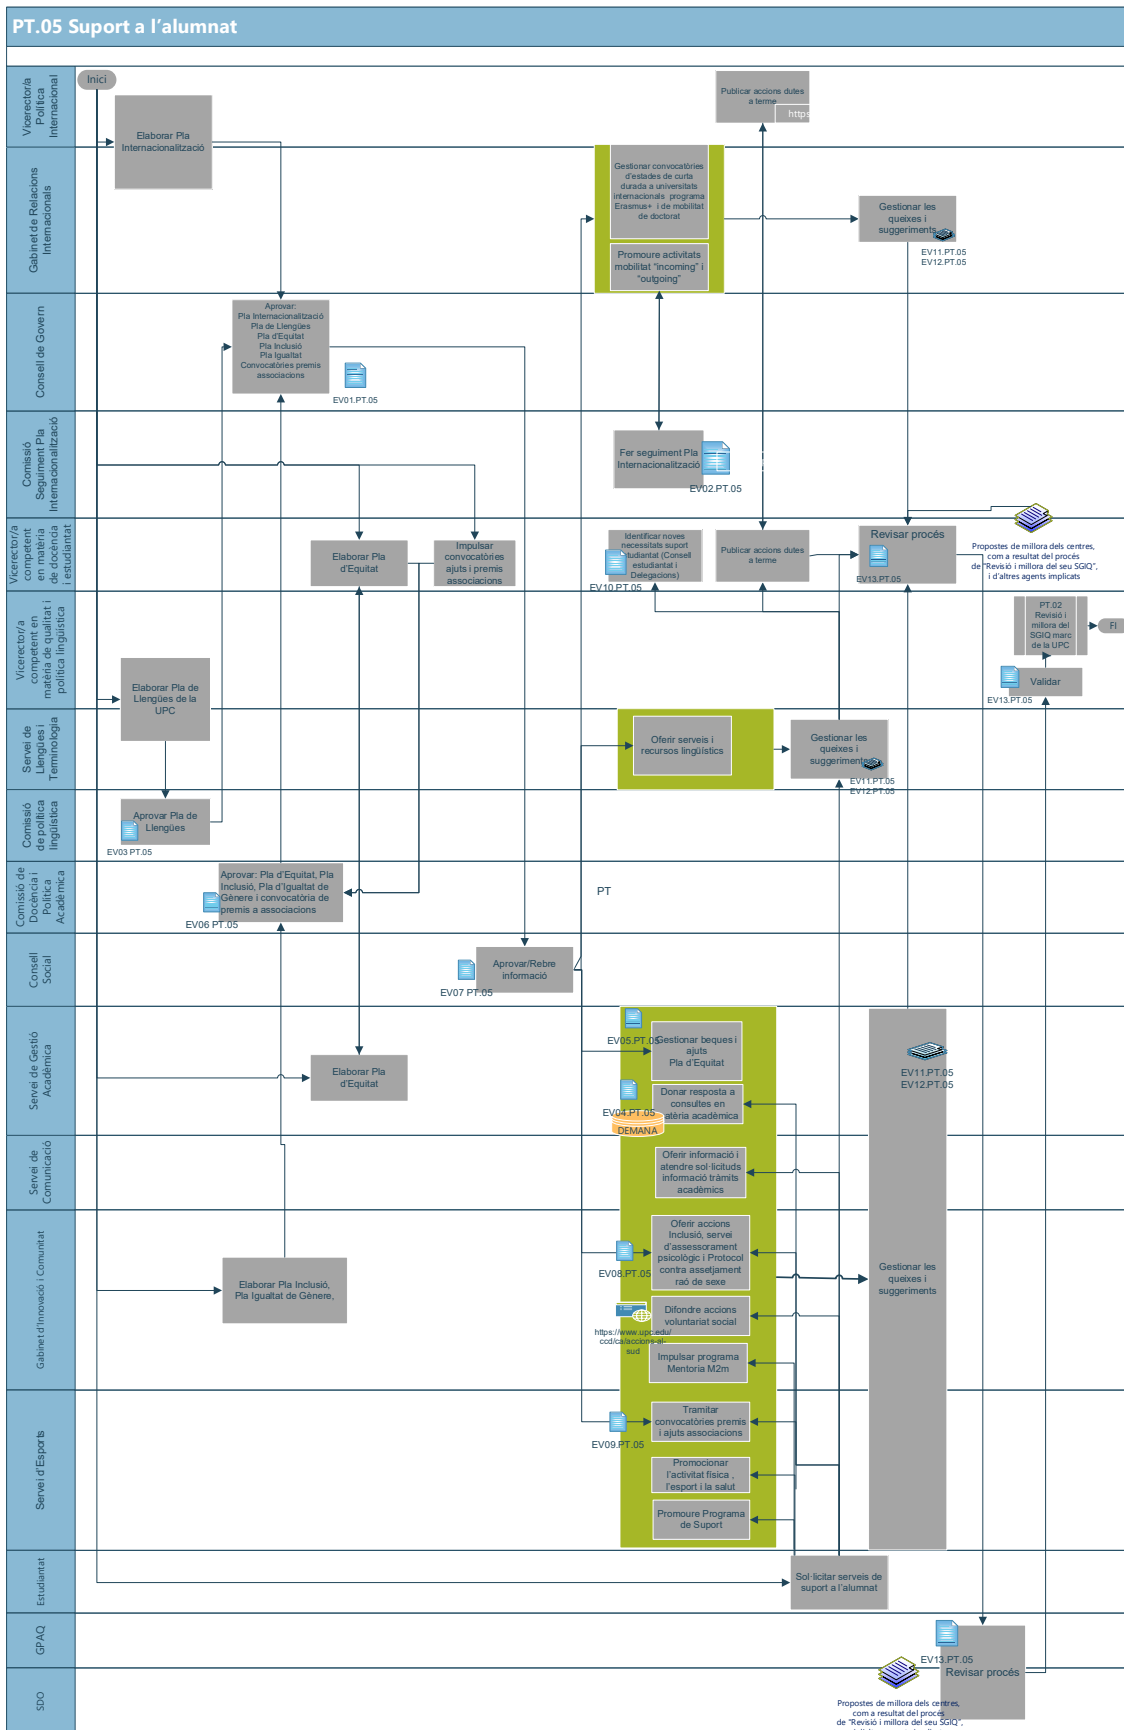 PT.05 Suport a l'alumnat
Inici
Vicerector/a
Política
Internacional
Elaborar Pla
Internacionalització
Publicar accions dutes
a terme
https
Gabinet de Relacions
Internacionals
Gestionar convocatòries
d'estades de curta
durada a universitats
internacionals programa
Erasmus+ i de mobilitat
de doctorat
Promoure activitats
mobilitat "incoming" i
"outgoing"
Gestionar les
queixes i
suggeriments
EV11.PT.05
EV12.PT.05
Consell de Govern
Aprovar:
Pla Internacionalització
Pla de Llengües
Pla d'Equitat
Pla Inclusió
Pla Igualtat
Convocatòries premis
associacions
EV01.PT.05
Comissió
Seguiment Pla
Internacionalització
Fer seguiment Pla
Internacionalització
EV02.PT.05
Vicerector/a
competent
en matèria
de docència
i estudiantat
Elaborar Pla
d'Equitat
Impulsar
convocatòries
ajuts i premis
associacions
Identificar noves
necessitats suport
estudiantat (Consell
estudiantat i
Delegacions)
EV10.PT.05
Publicar accions dutes
a terme
Revisar procés
EV13.PT.05
Propostes de millora dels centres,
com a resultat del procés
de "Revisió i millora del seu SGIQ",
i d'altres agents implicats
Vicerector/a
competent en
matèria de qualitat i
política lingüística
Elaborar Pla de
Llengües de la
UPC
PT.02
Revisió i
millora del
SGIQ marc
de la UPC
FI
Validar
EV13.PT.05
Servei de
Llengües i
Terminologia
Oferir serveis i
recursos lingüístics
Gestionar les
queixes i
suggeriments
EV11.PT.05
EV12.PT.05
Comissió
de política
lingüística
Aprovar Pla de
Llengües
EV03 PT.05
Comissió de
Docència i
Política
Acadèmica
Aprovar: Pla d'Equitat, Pla
Inclusió, Pla d'Igualtat de
Gènere i convocatòria de
premis a associacions
EV06 PT.05
PT
Consell
Social
Aprovar/Rebre
informació
EV07 PT.05
Servei de Gestió
Acadèmica
Elaborar Pla
d'Equitat
EV05.PT.05
Gestionar beques i
ajuts
Pla d'Equitat
EV04.PT.05
Donar resposta a
consultes en
matèria acadèmica
DEMANA
EV11.PT.05
EV12.PT.05
Servei de
Comunicació
Oferir informació i
atendre sol·licituds
informació tràmits
acadèmics
Gabinet d'Innovació i Comunitat
Elaborar Pla Inclusió,
Pla Igualtat de Gènere,
Oferir accions
Inclusió, servei
d'assessorament
psicològic i Protocol
contra assetjament
raó de sexe
EV08.PT.05
Gestionar les
queixes i
suggeriments
Difondre accions
voluntariat social
https://www.upc.edu/
ccd/ca/accions-al-
sud
Impulsar programa
Mentoria M2m
Servei d'Esports
Tramitar
convocatòries premis
i ajuts associacions
EV09.PT.05
Promocionar
l'activitat física ,
l'esport i la salut
Promoure Programa
de Suport
Estudiantat
Sol·licitar serveis de
suport a l'alumnat
GPAQ
EV13.PT.05
Revisar procés
SDO
Propostes de millora dels centres,
com a resultat del procés
de "Revisió i millora del seu SGIQ",